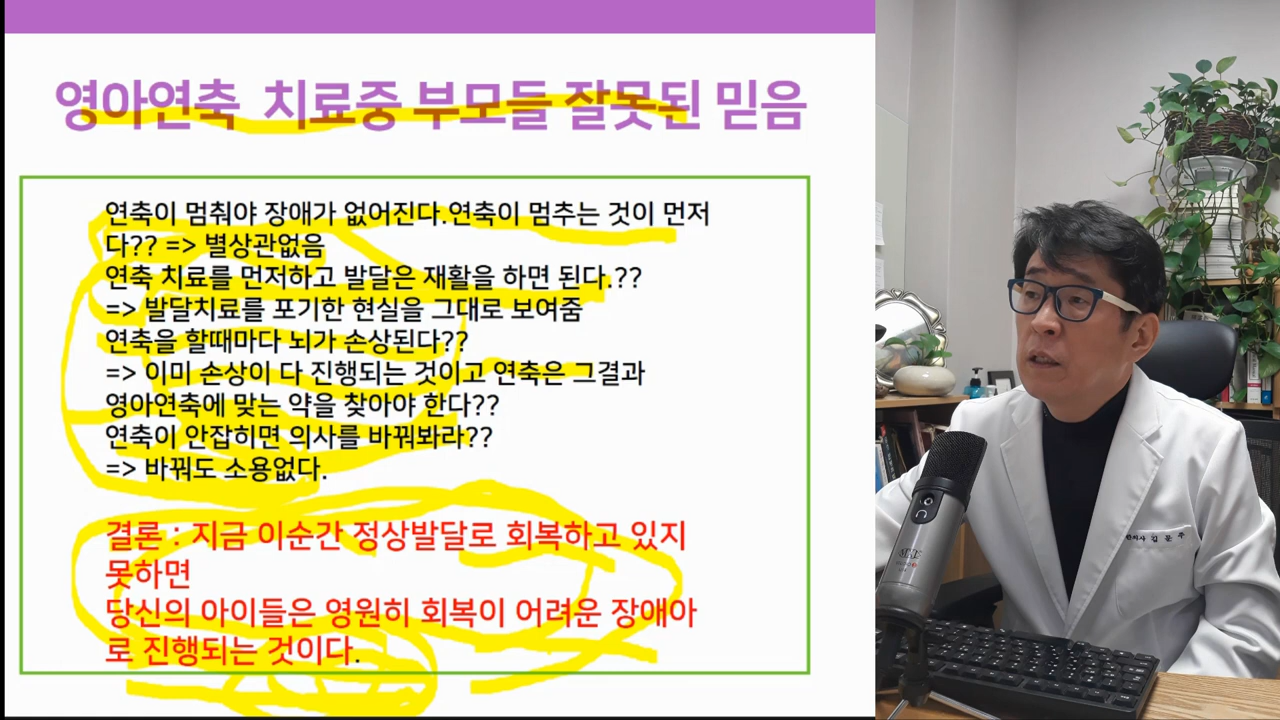 영아연축 치료중 부모들 잘못된 믿음
연축이 멈춰야 장애가 없어진다.연축이 멈추는 것이 먼저
다?? => 별상관없음
연축 치료를 먼저하고 발달은 재활을 하면 된다.??
=> 발달치료를 포기한 현실을 그대로 보여줌
연축을 할때마다 뇌가 손상된다??
=> 이미 손상이 다 진행되는 것이고 연축은 그결과
영아연축에 맞는 약을 찾아야 한다??
연축이 안잡히면 의사를 바꿔봐라??
=> 바꿔도 소용없다.
결론 : 지금 이순간 정상발달로 회복하고 있지
못하면
당신의 아이들은 영원히 회복이 어려운 장애아
로 진행되는 것이다.